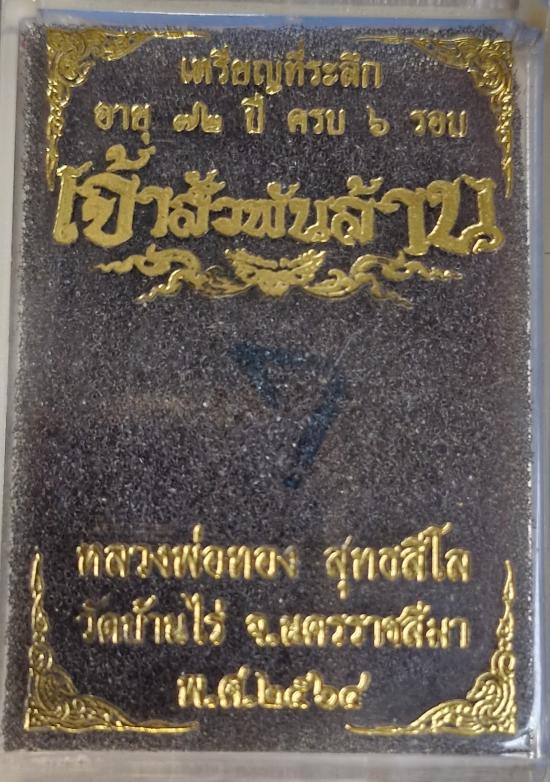 เหรียญที่ระลึก
อายุ ๗๒ ปี ครบ ๖ รอบ
เจ้าสัวพันล้าน
หลวงพ่อทอง สุทธสีโล
วัดบ้านไร่ จ.นครราชสีมา
พ.ศ.๒๕๖๔